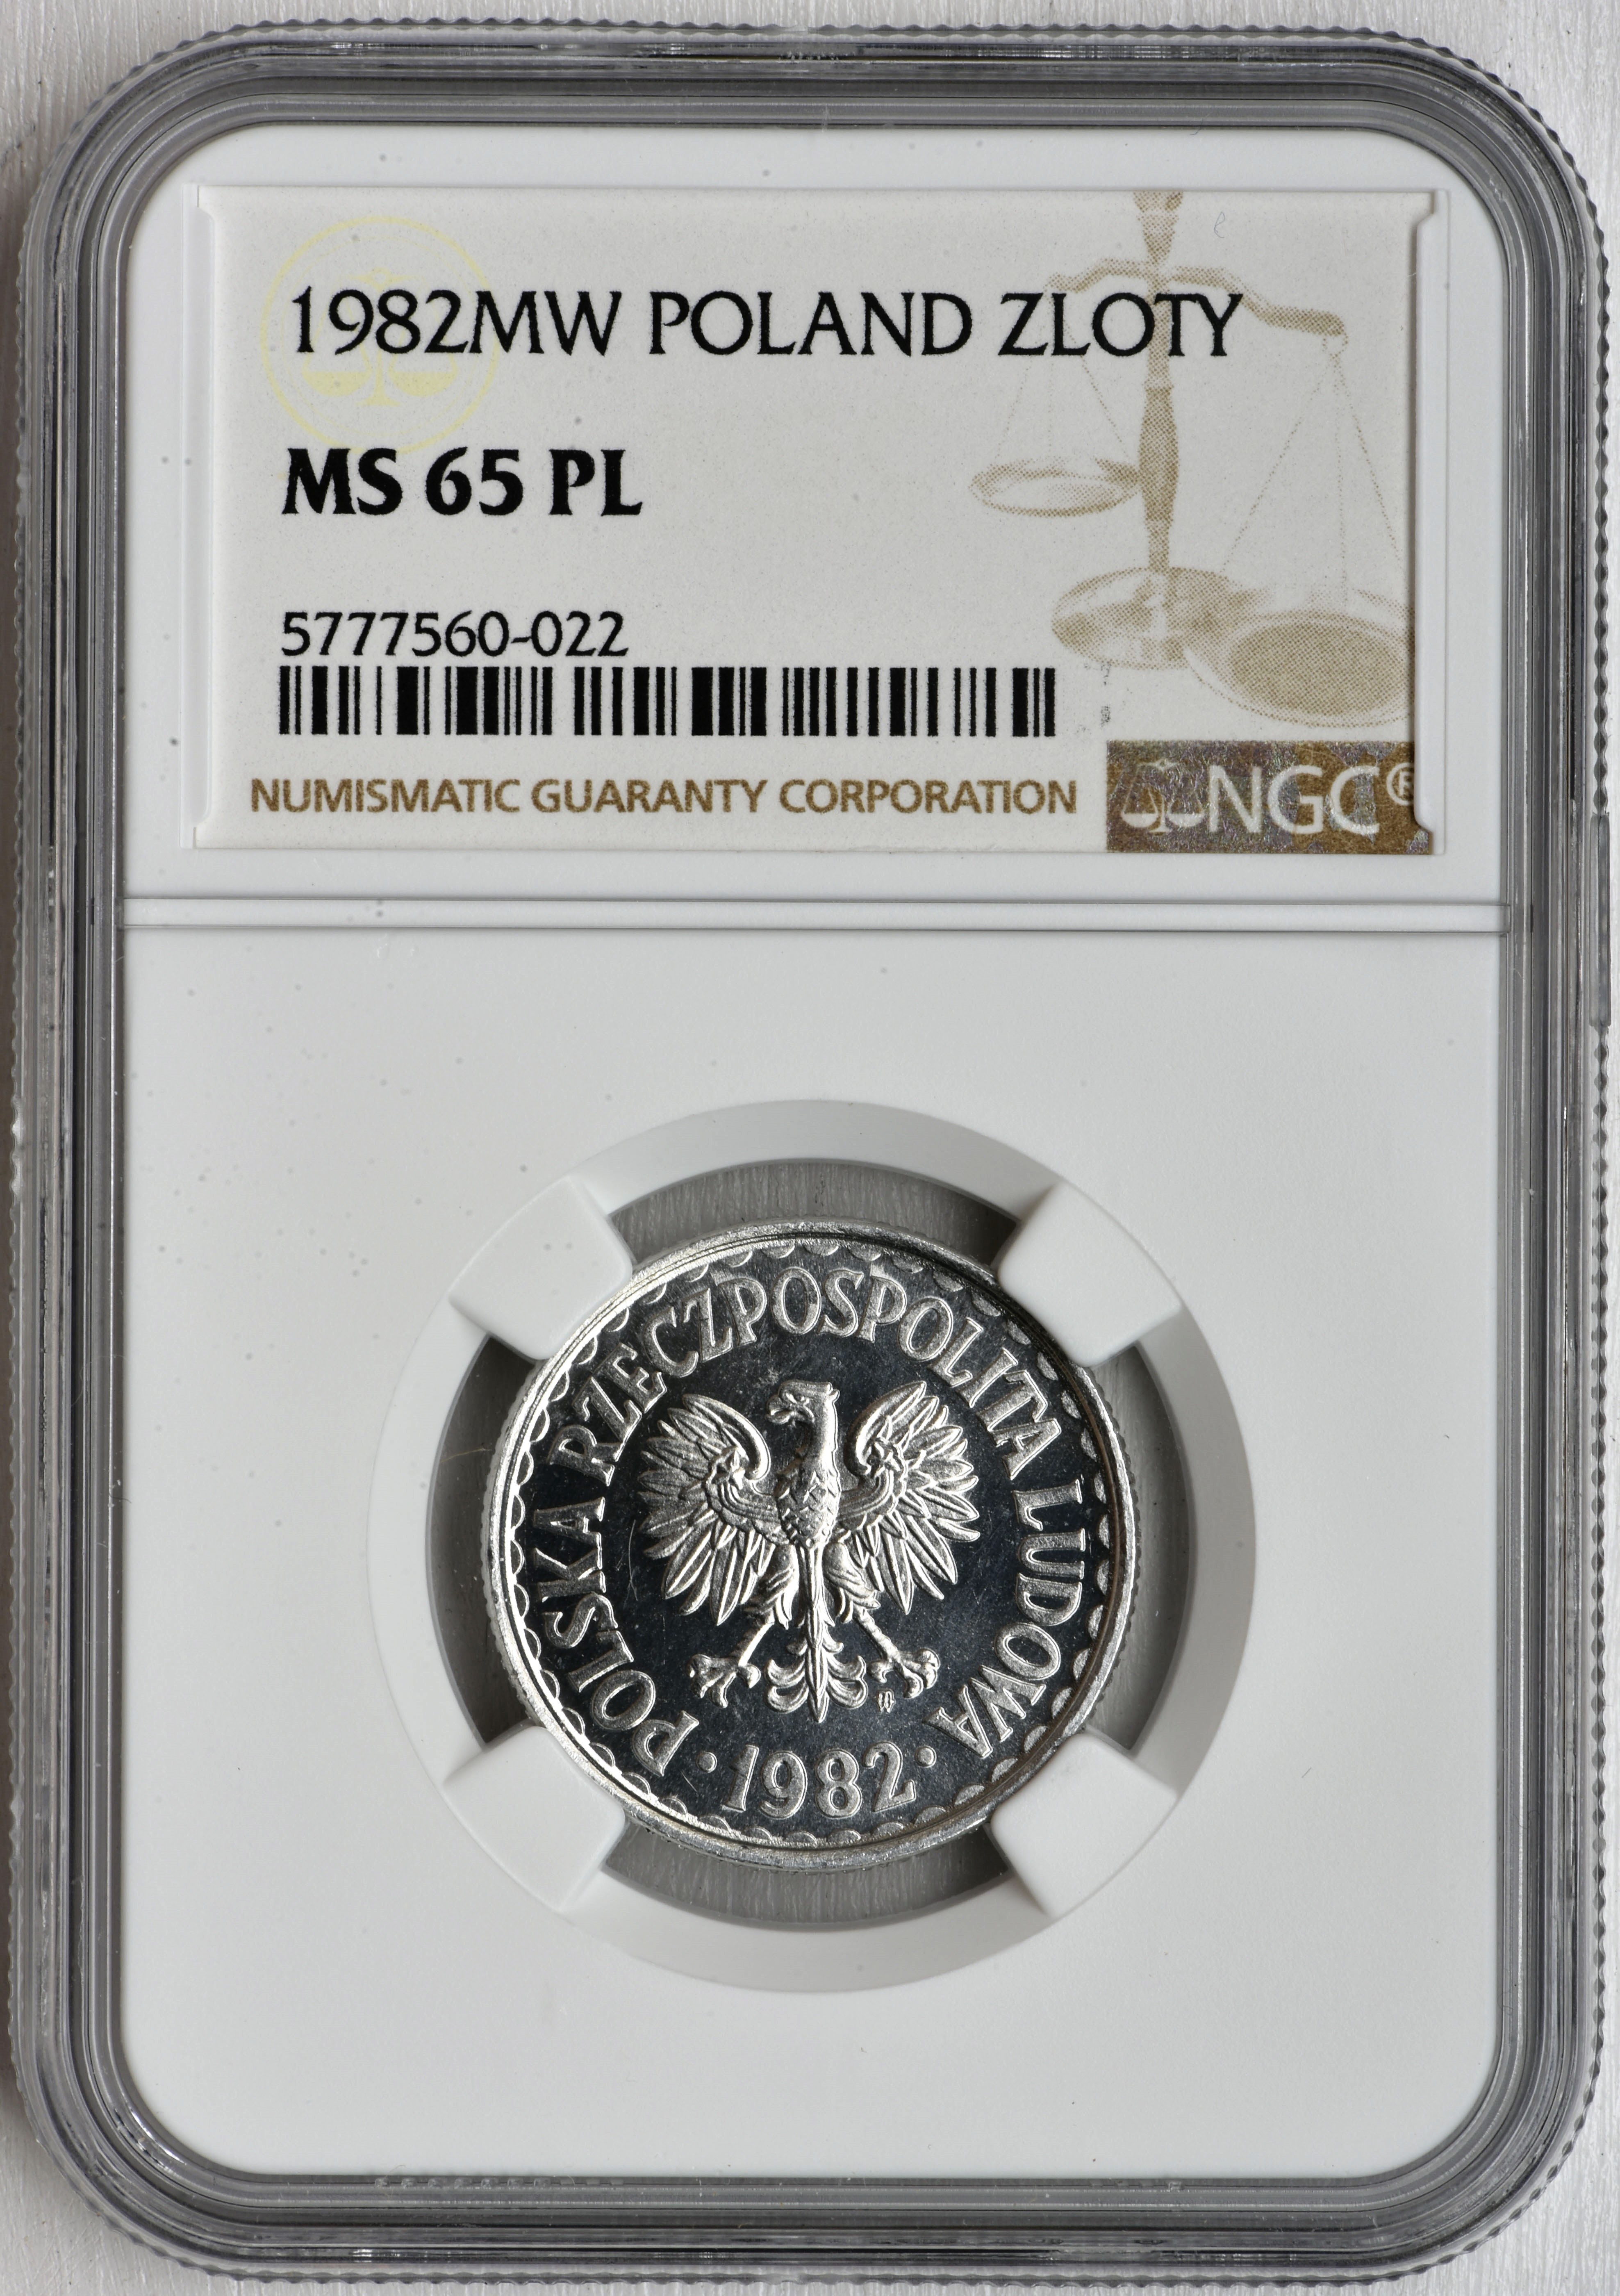 1982MW POLAND ZLOTY
MS 65 PL
5777560-022
NUMISMATIC GUARANTY CORPORATION
NGC®
POLSKA RZECZPOSPOLITA LUDOWA
· 1982 ·